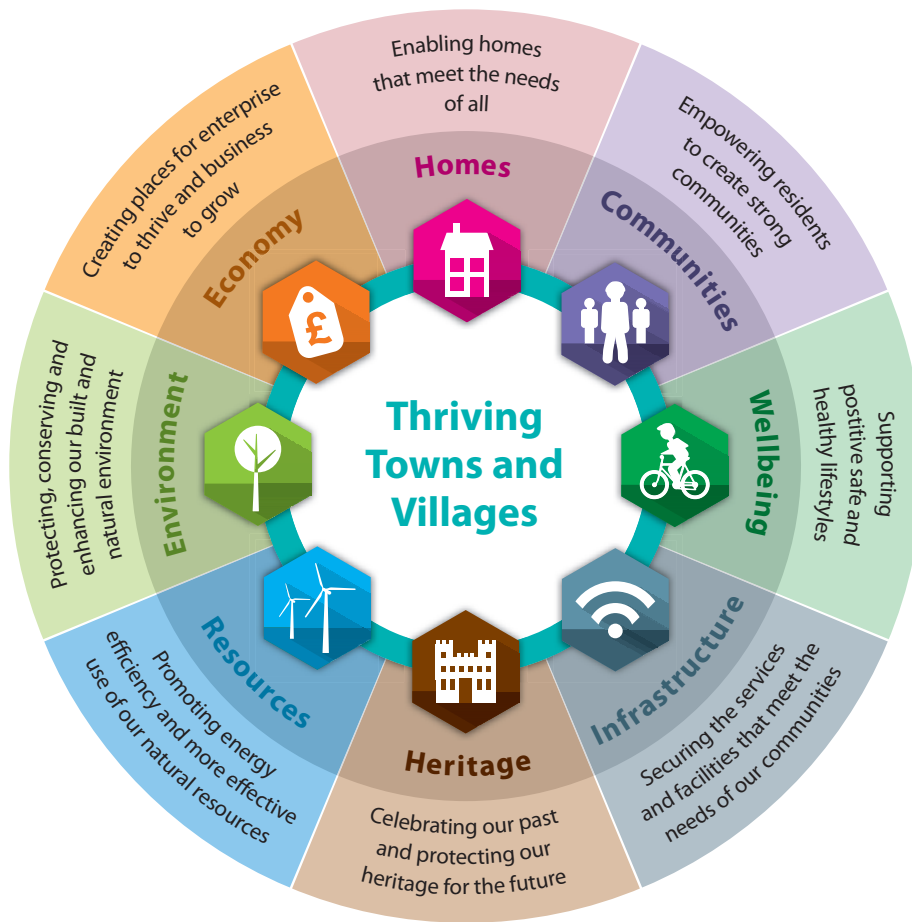 Thriving
Towns and
Villages
Enabling homes
that meet the needs
of all
Homes
Empowering residents
to create strong
communities
Communities
Supporting
postitive safe and
healthy lifestyles
Wellbeing
Securing the services
and facilities that meet the
needs of our communities
Infrastructure
Celebrating our past
and protecting our
heritage for the future
Heritage
Promoting energy
efficiency and more effective
use of our natural resources
Resources
Protecting, conserving and
enhancing our built and
natural environment
Environment
Creating places for enterprise
to thrive and business
to grow
Economy
£